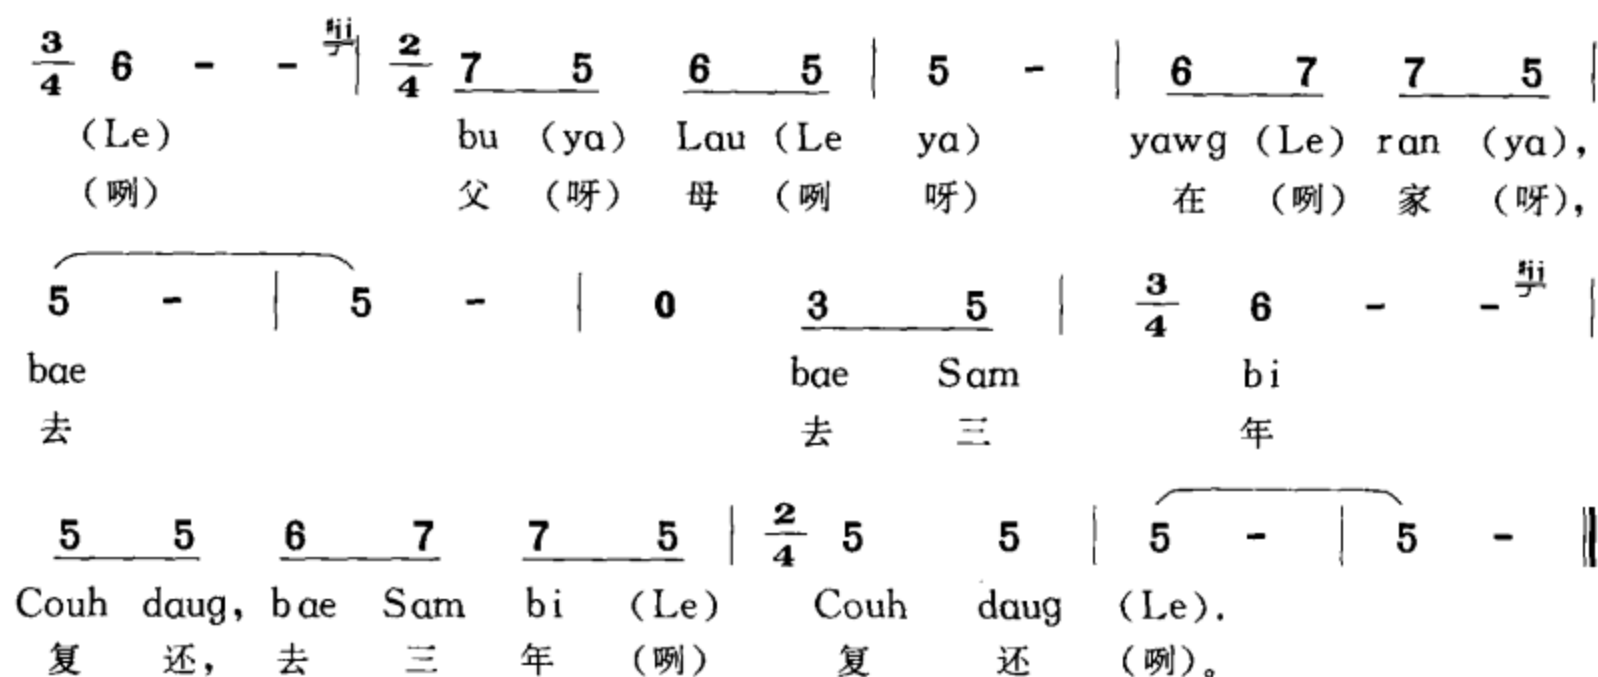 3/4 6 - - #ii | 2/4 7 5 6 5 | 5 - | 6 7 7 5 |
(Le) bu (ya) Lau (Le ya) yawg (Le) ran (ya),
(咧) 父 (呀) 母 (咧 呀) 在 (咧) 家 (呀),
5 - | 5 - | 0 3 5 | 3/4 6 - - #ii |
bae bae Sam bi
去 去 三 年
5 5 6 7 7 5 | 2/4 5 5 | 5 - | 5 - ‖
Couh daug, bae Sam bi (Le) Couh daug (Le).
复 还, 去 三 年 (咧) 复 还 (咧)。